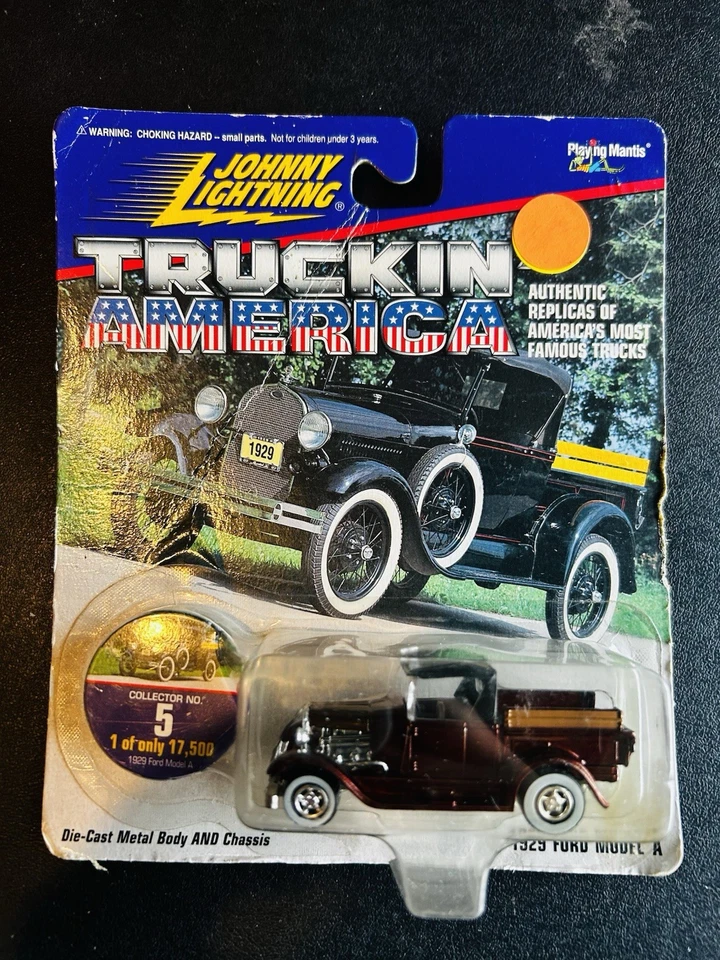 ⚠ WARNING: CHOKING HAZARD -- small parts. Not for children under 3 years.
Playing Mantis®
JOHNNY
LIGHTNING®
TRUCKIN
AMERICA
AUTHENTIC
REPLICAS OF
AMERICA'S MOST
FAMOUS TRUCKS
1929
COLLECTOR NO.
5
1 of only 17,500
1929 Ford Model A
Die-Cast Metal Body AND Chassis
1929 FORD MODEL A